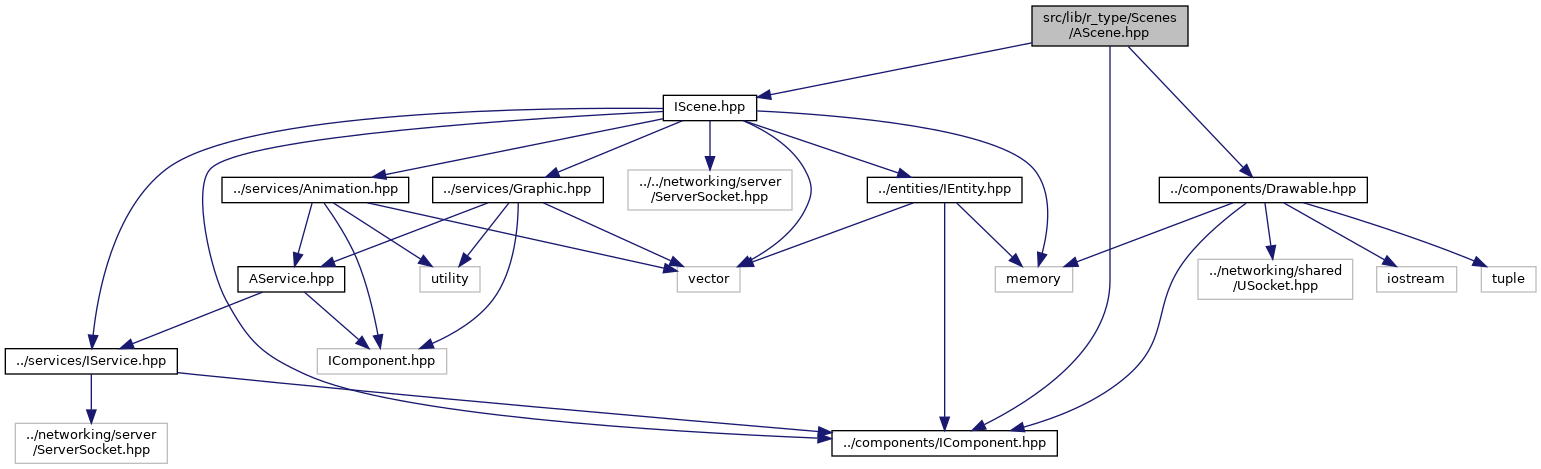 src/lib/r_type/Scenes
/AScene.hpp
IScene.hpp
../services/Animation.hpp
../services/Graphic.hpp
../../networking/server
/ServerSocket.hpp
../entities/IEntity.hpp
../components/Drawable.hpp
AService.hpp
utility
vector
memory
../networking/shared
/USocket.hpp
iostream
tuple
../services/IService.hpp
IComponent.hpp
../networking/server
/ServerSocket.hpp
../components/IComponent.hpp